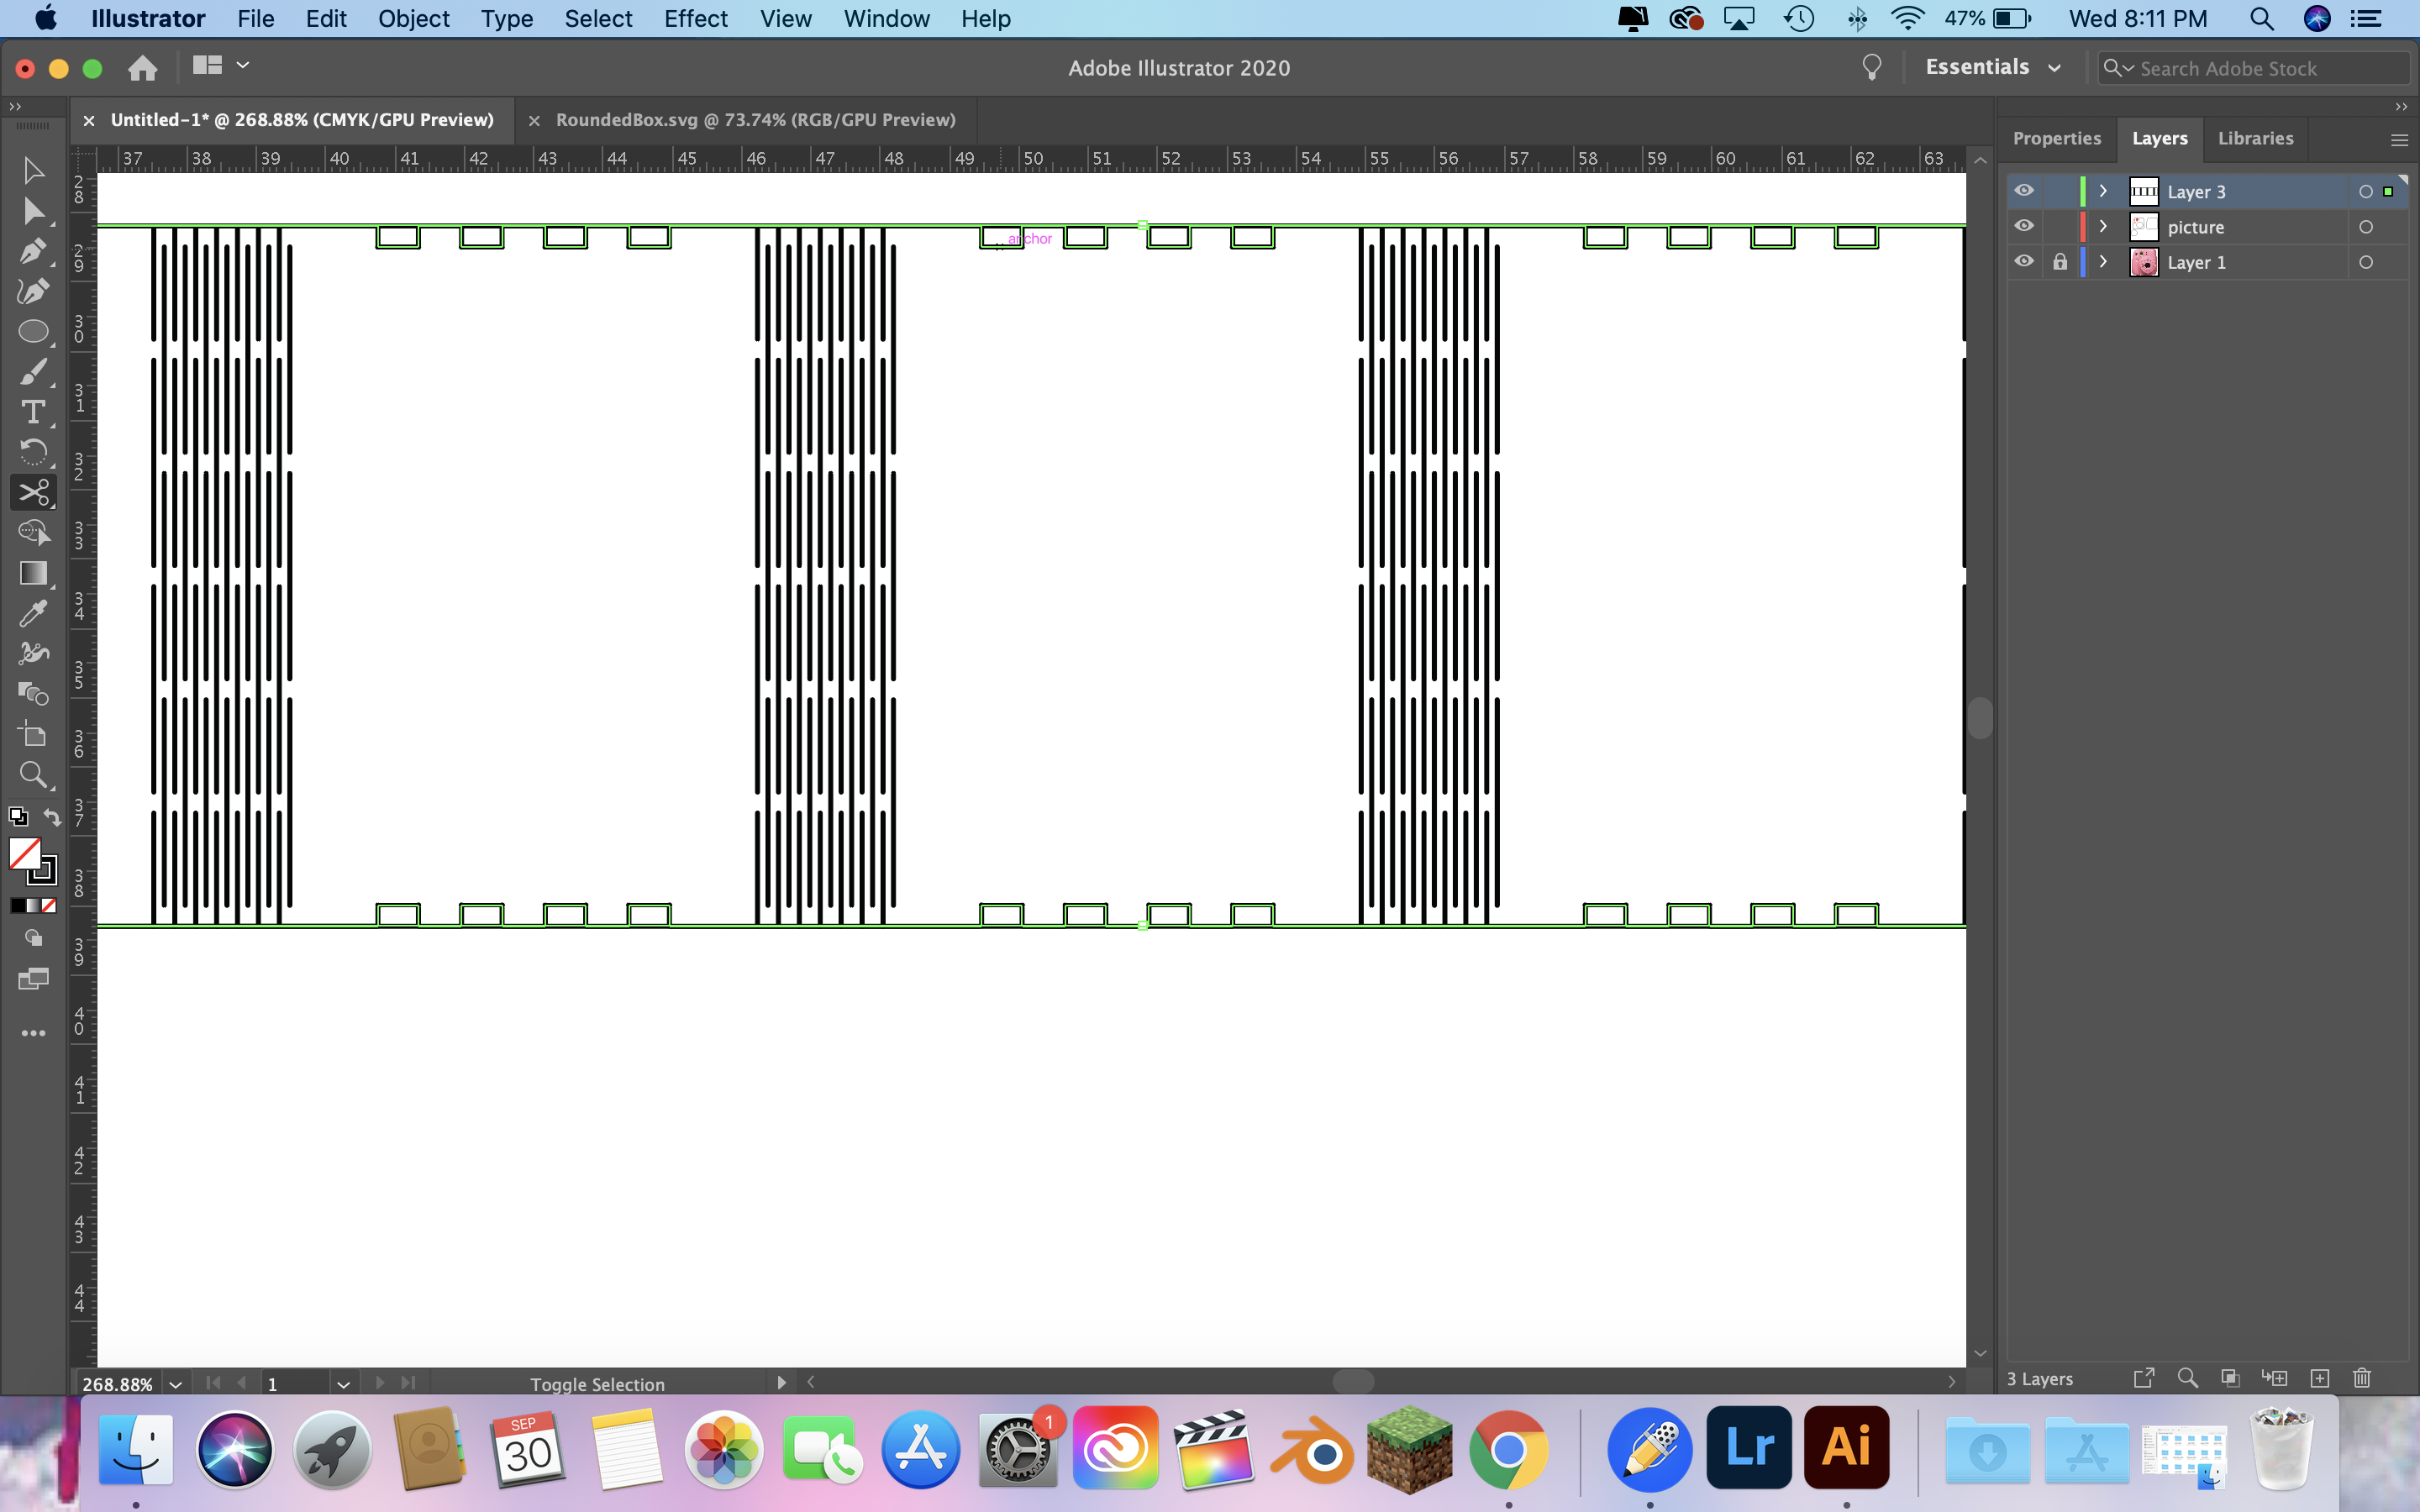 Illustrator File Edit Object Type Select Effect View Window Help 47% Wed 8:11 PM
Adobe Illustrator 2020 Essentials Search Adobe Stock
Untitled-1* @ 268.88% (CMYK/GPU Preview) RoundedBox.svg @ 73.74% (RGB/GPU Preview)
Properties Layers Libraries
37 38 39 40 41 42 43 44 45 46 47 48 49 50 51 52 53 54 55 56 57 58 59 60 61 62 63
28
29
30
31
32
33
34
35
36
37
38
39
40
41
42
43
44
anchor
Layer 3
picture
Layer 1
268.88% 1 Toggle Selection
3 Layers
SEP
30
1
Lr
Ai